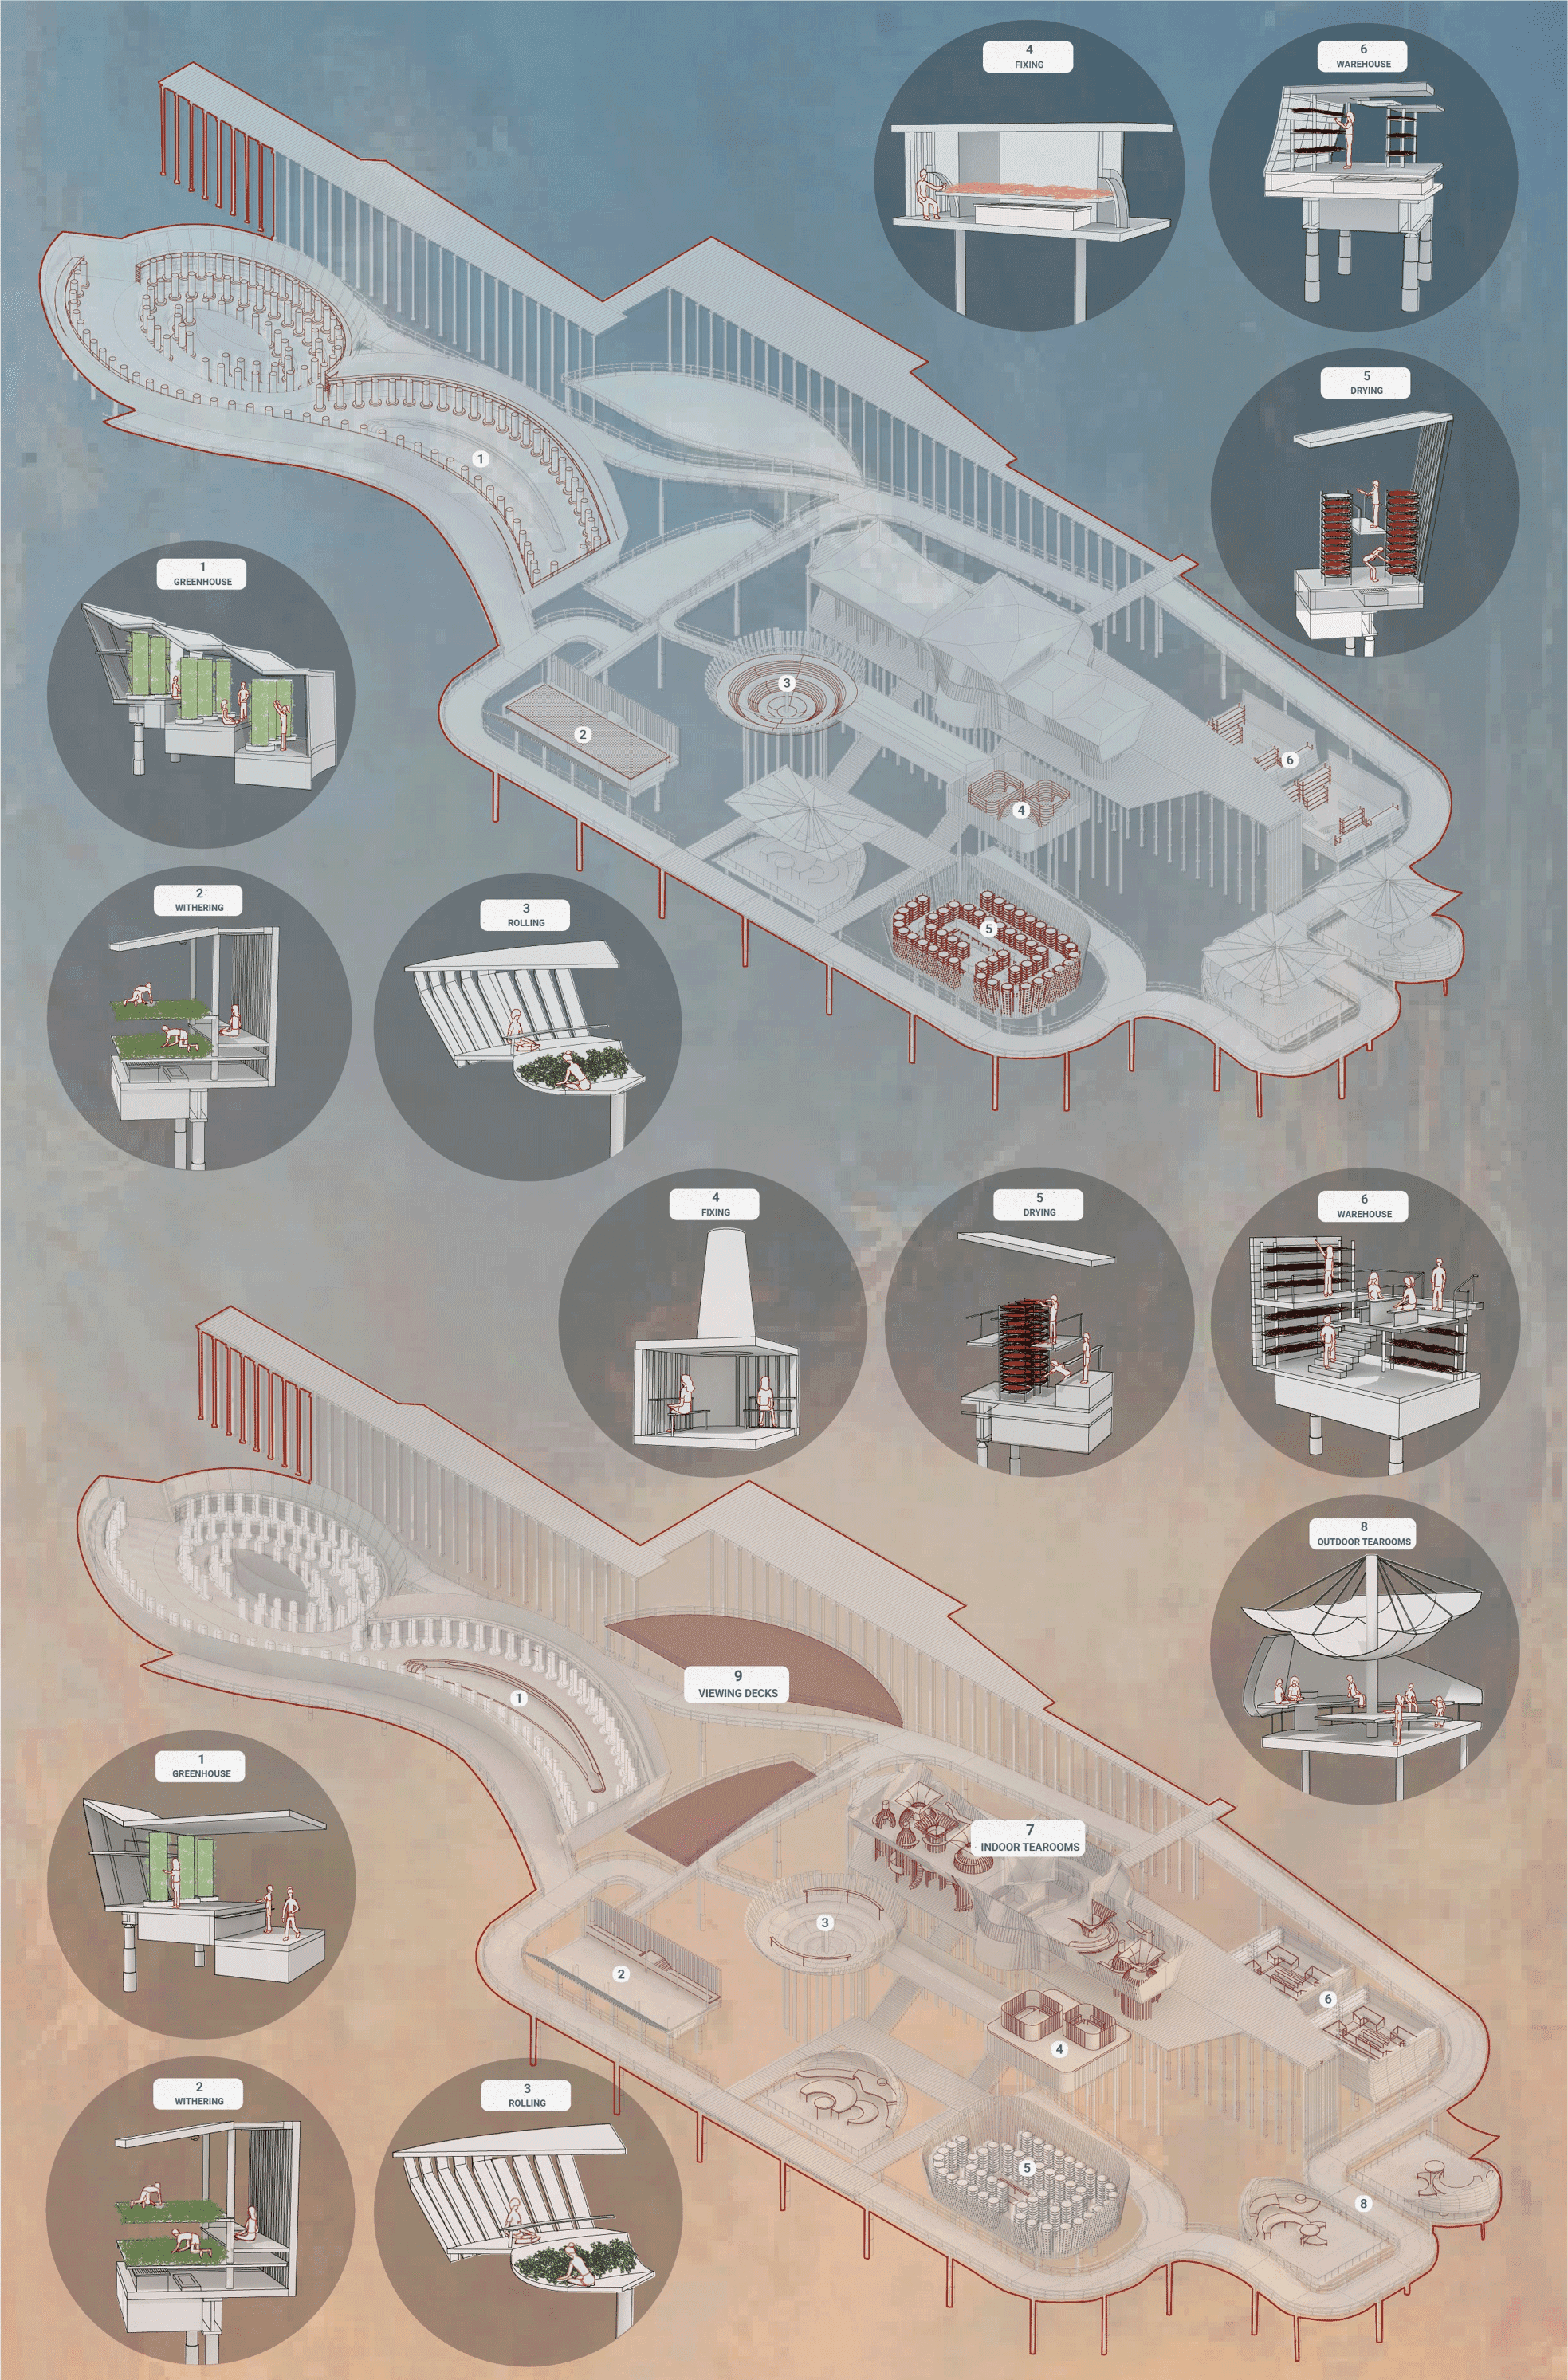 4
FIXING
6
WAREHOUSE
5
DRYING
1
1
GREENHOUSE
3
2
6
4
2
WITHERING
3
ROLLING
5
4
FIXING
5
DRYING
6
WAREHOUSE
8
OUTDOOR TEAROOMS
9
VIEWING DECKS
1
1
GREENHOUSE
7
INDOOR TEAROOMS
3
2
6
4
2
WITHERING
3
ROLLING
5
8